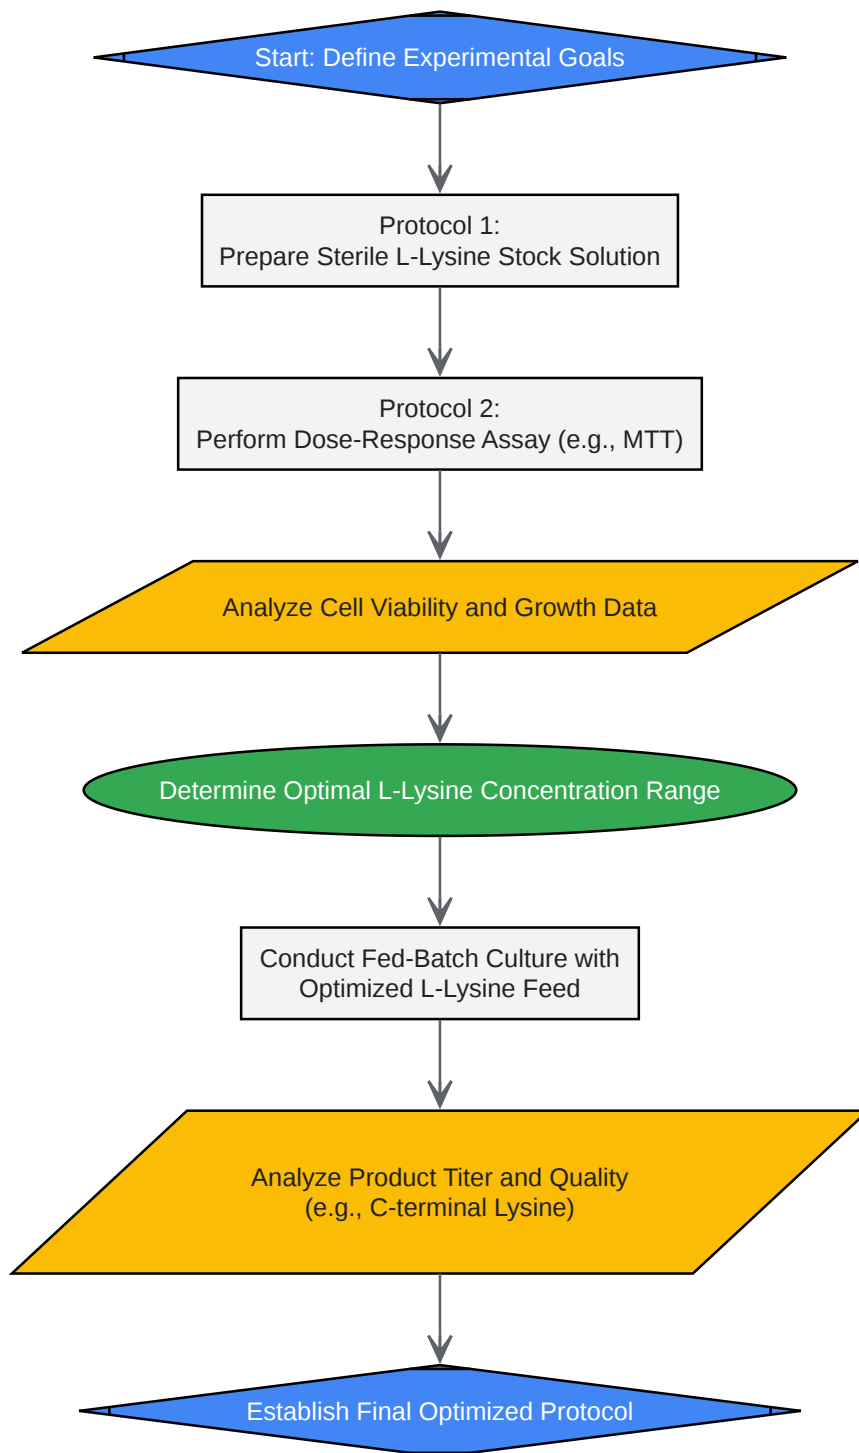 Start: Define Experimental Goals
Protocol 1:
Prepare Sterile L-Lysine Stock Solution
Protocol 2:
Perform Dose-Response Assay (e.g., MTT)
Analyze Cell Viability and Growth Data
Determine Optimal L-Lysine Concentration Range
Conduct Fed-Batch Culture with
Optimized L-Lysine Feed
Analyze Product Titer and Quality
(e.g., C-terminal Lysine)
Establish Final Optimized Protocol